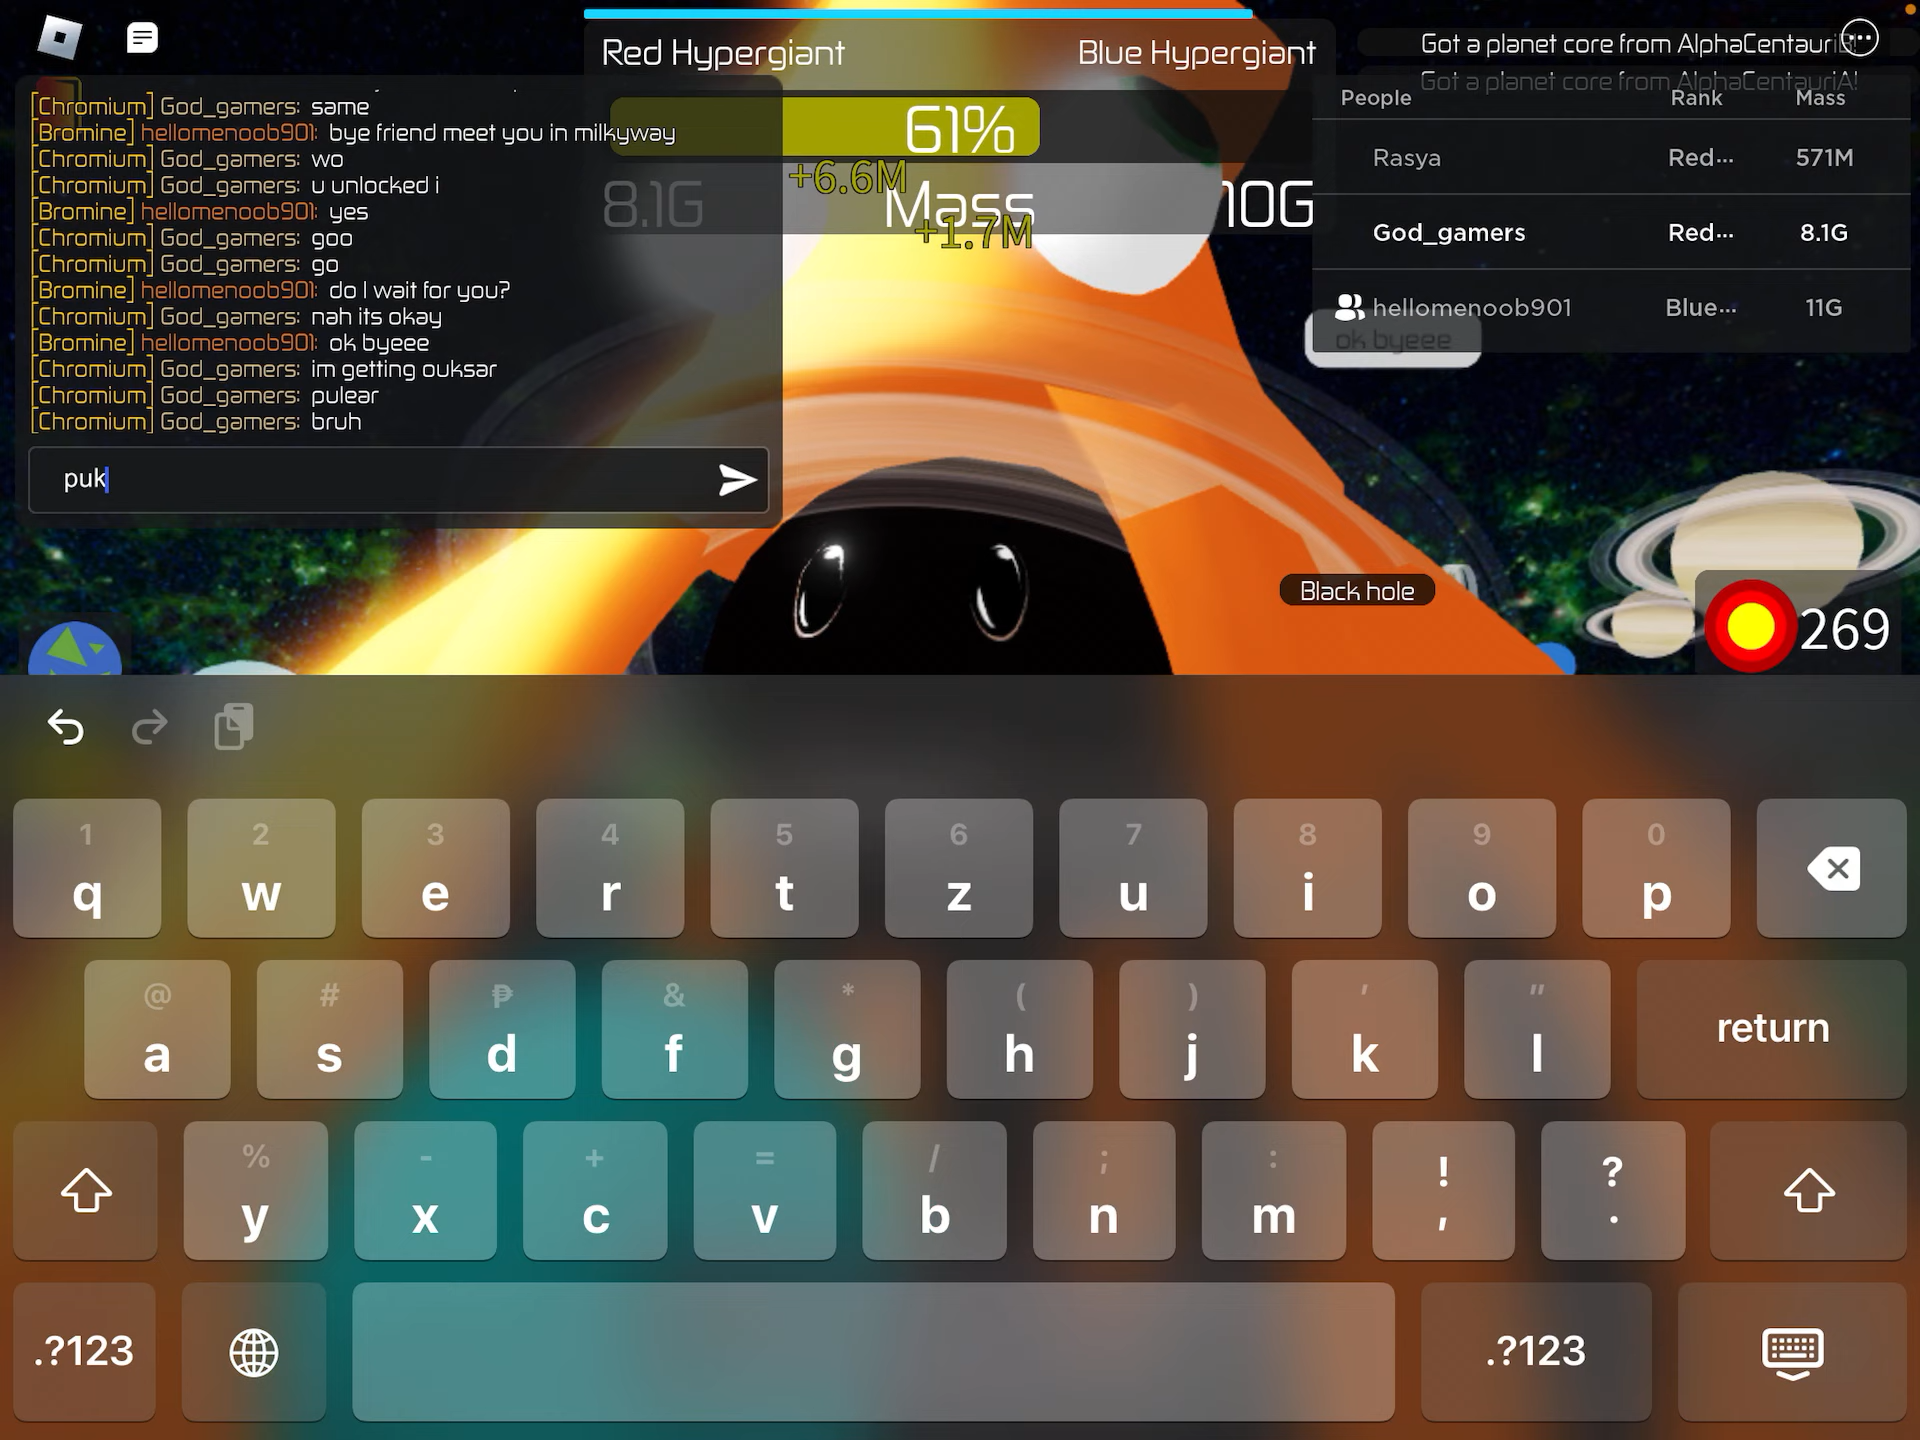 Red Hypergiant
Blue Hypergiant
61%
+6.6M
8.1G
Mass
10G
+1.7M
[Chromium] God_gamers: same
[Bromine] hellomenoob901: bye friend meet you in milkyway
[Chromium] God_gamers: wo
[Chromium] God_gamers: u unlocked i
[Bromine] hellomenoob901: yes
[Chromium] God_gamers: goo
[Chromium] God_gamers: go
[Bromine] hellomenoob901: do I wait for you?
[Chromium] God_gamers: nah its okay
[Bromine] hellomenoob901: ok byeee
[Chromium] God_gamers: im getting ouksar
[Chromium] God_gamers: pulear
[Chromium] God_gamers: bruh
puk
Got a planet core from AlphaCentauriB!
Got a planet core from AlphaCentauriA!
People Rank Mass
Rasya Red... 571M
God_gamers Red... 8.1G
hellomenoob901 Blue... 11G
ok byeee
Black hole
269
1 2 3 4 5 6 7 8 9 0
q w e r t z u i o p
@ # ₱ & * ( ) ' "
a s d f g h j k l return
% - + = / ; : ! ?
y x c v b n m , .
.?123 .?123